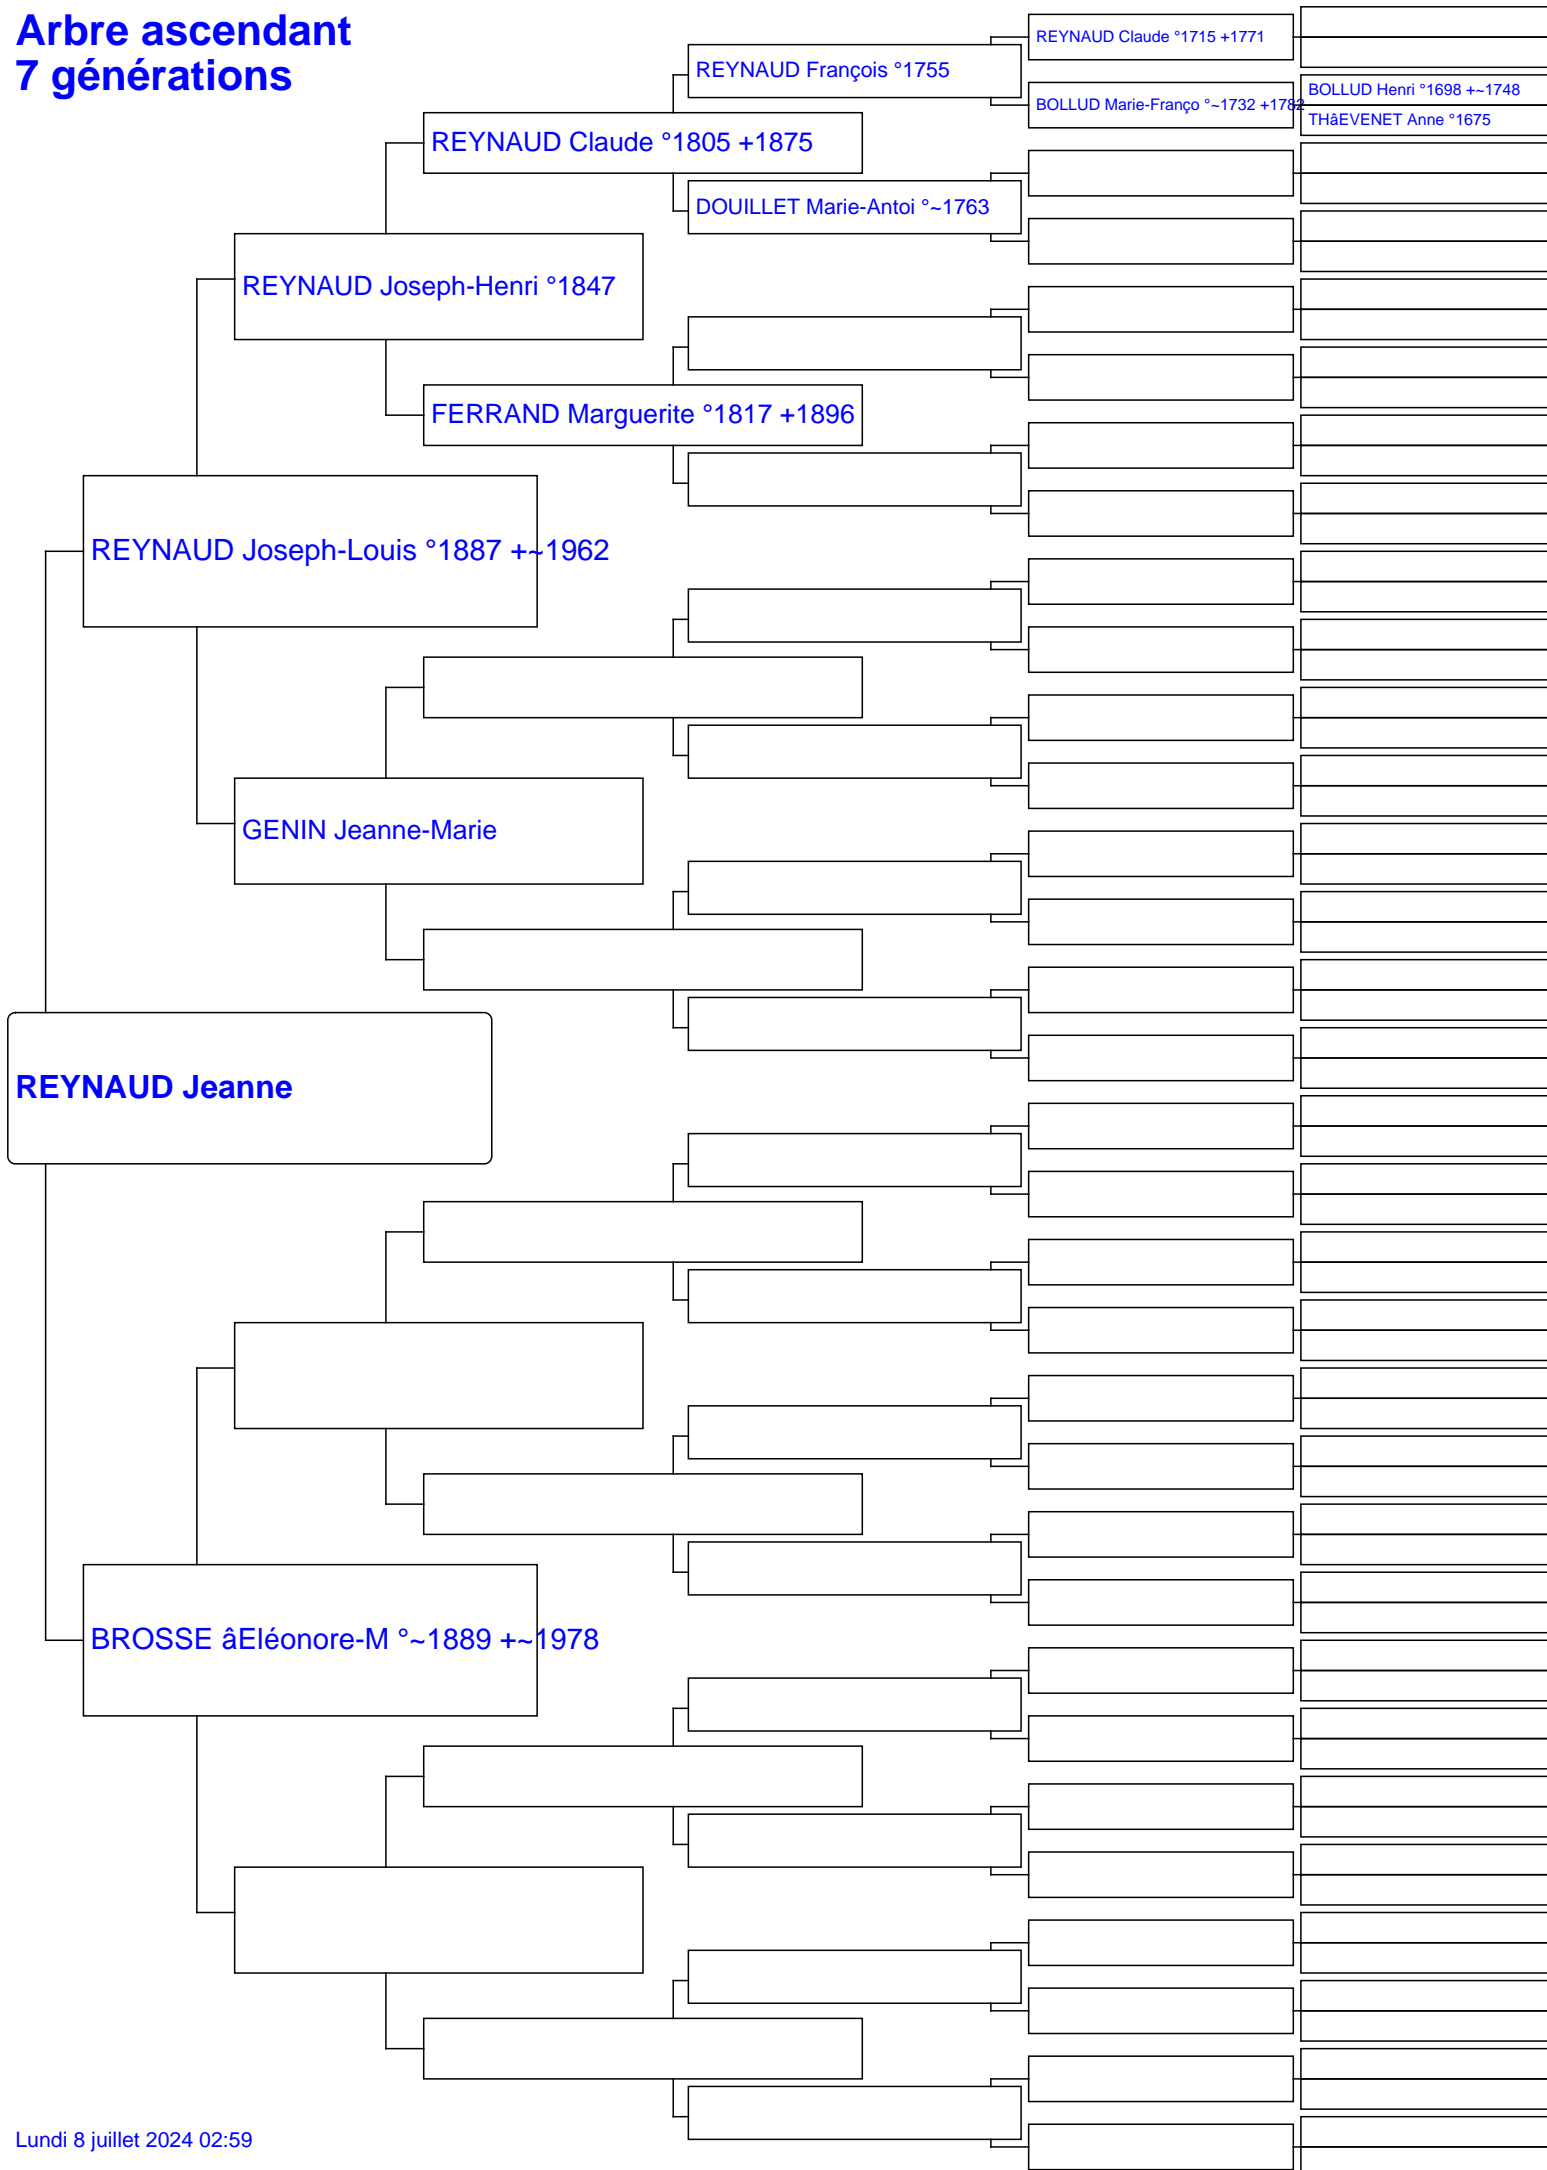 Arbre ascendant
7 générations
REYNAUD Claude °1715 +1771
REYNAUD François °1755
BOLLUD Henri °1698 +~1748
BOLLUD Marie-Franço °~1732 +1782
THâEVENET Anne °1675
REYNAUD Claude °1805 +1875
DOUILLET Marie-Antoi °~1763
REYNAUD Joseph-Henri °1847
FERRAND Marguerite °1817 +1896
REYNAUD Joseph-Louis °1887 +~1962
GENIN Jeanne-Marie
REYNAUD Jeanne
BROSSE âEléonore-M °~1889 +~1978
Lundi 8 juillet 2024 02:59